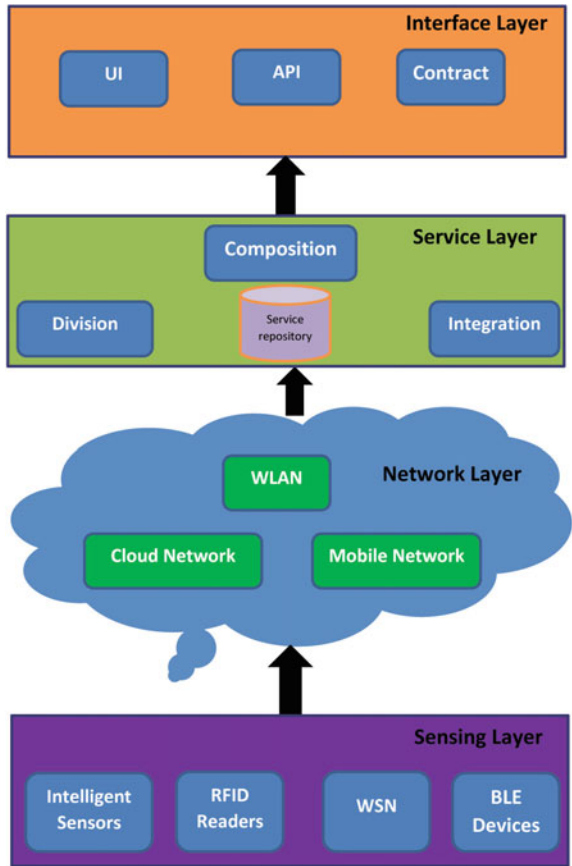 Interface Layer
UI
API
Contract
Service Layer
Composition
Division
Service
repository
Integration
Network Layer
WLAN
Cloud Network
Mobile Network
Sensing Layer
Intelligent
Sensors
RFID
Readers
WSN
BLE
Devices